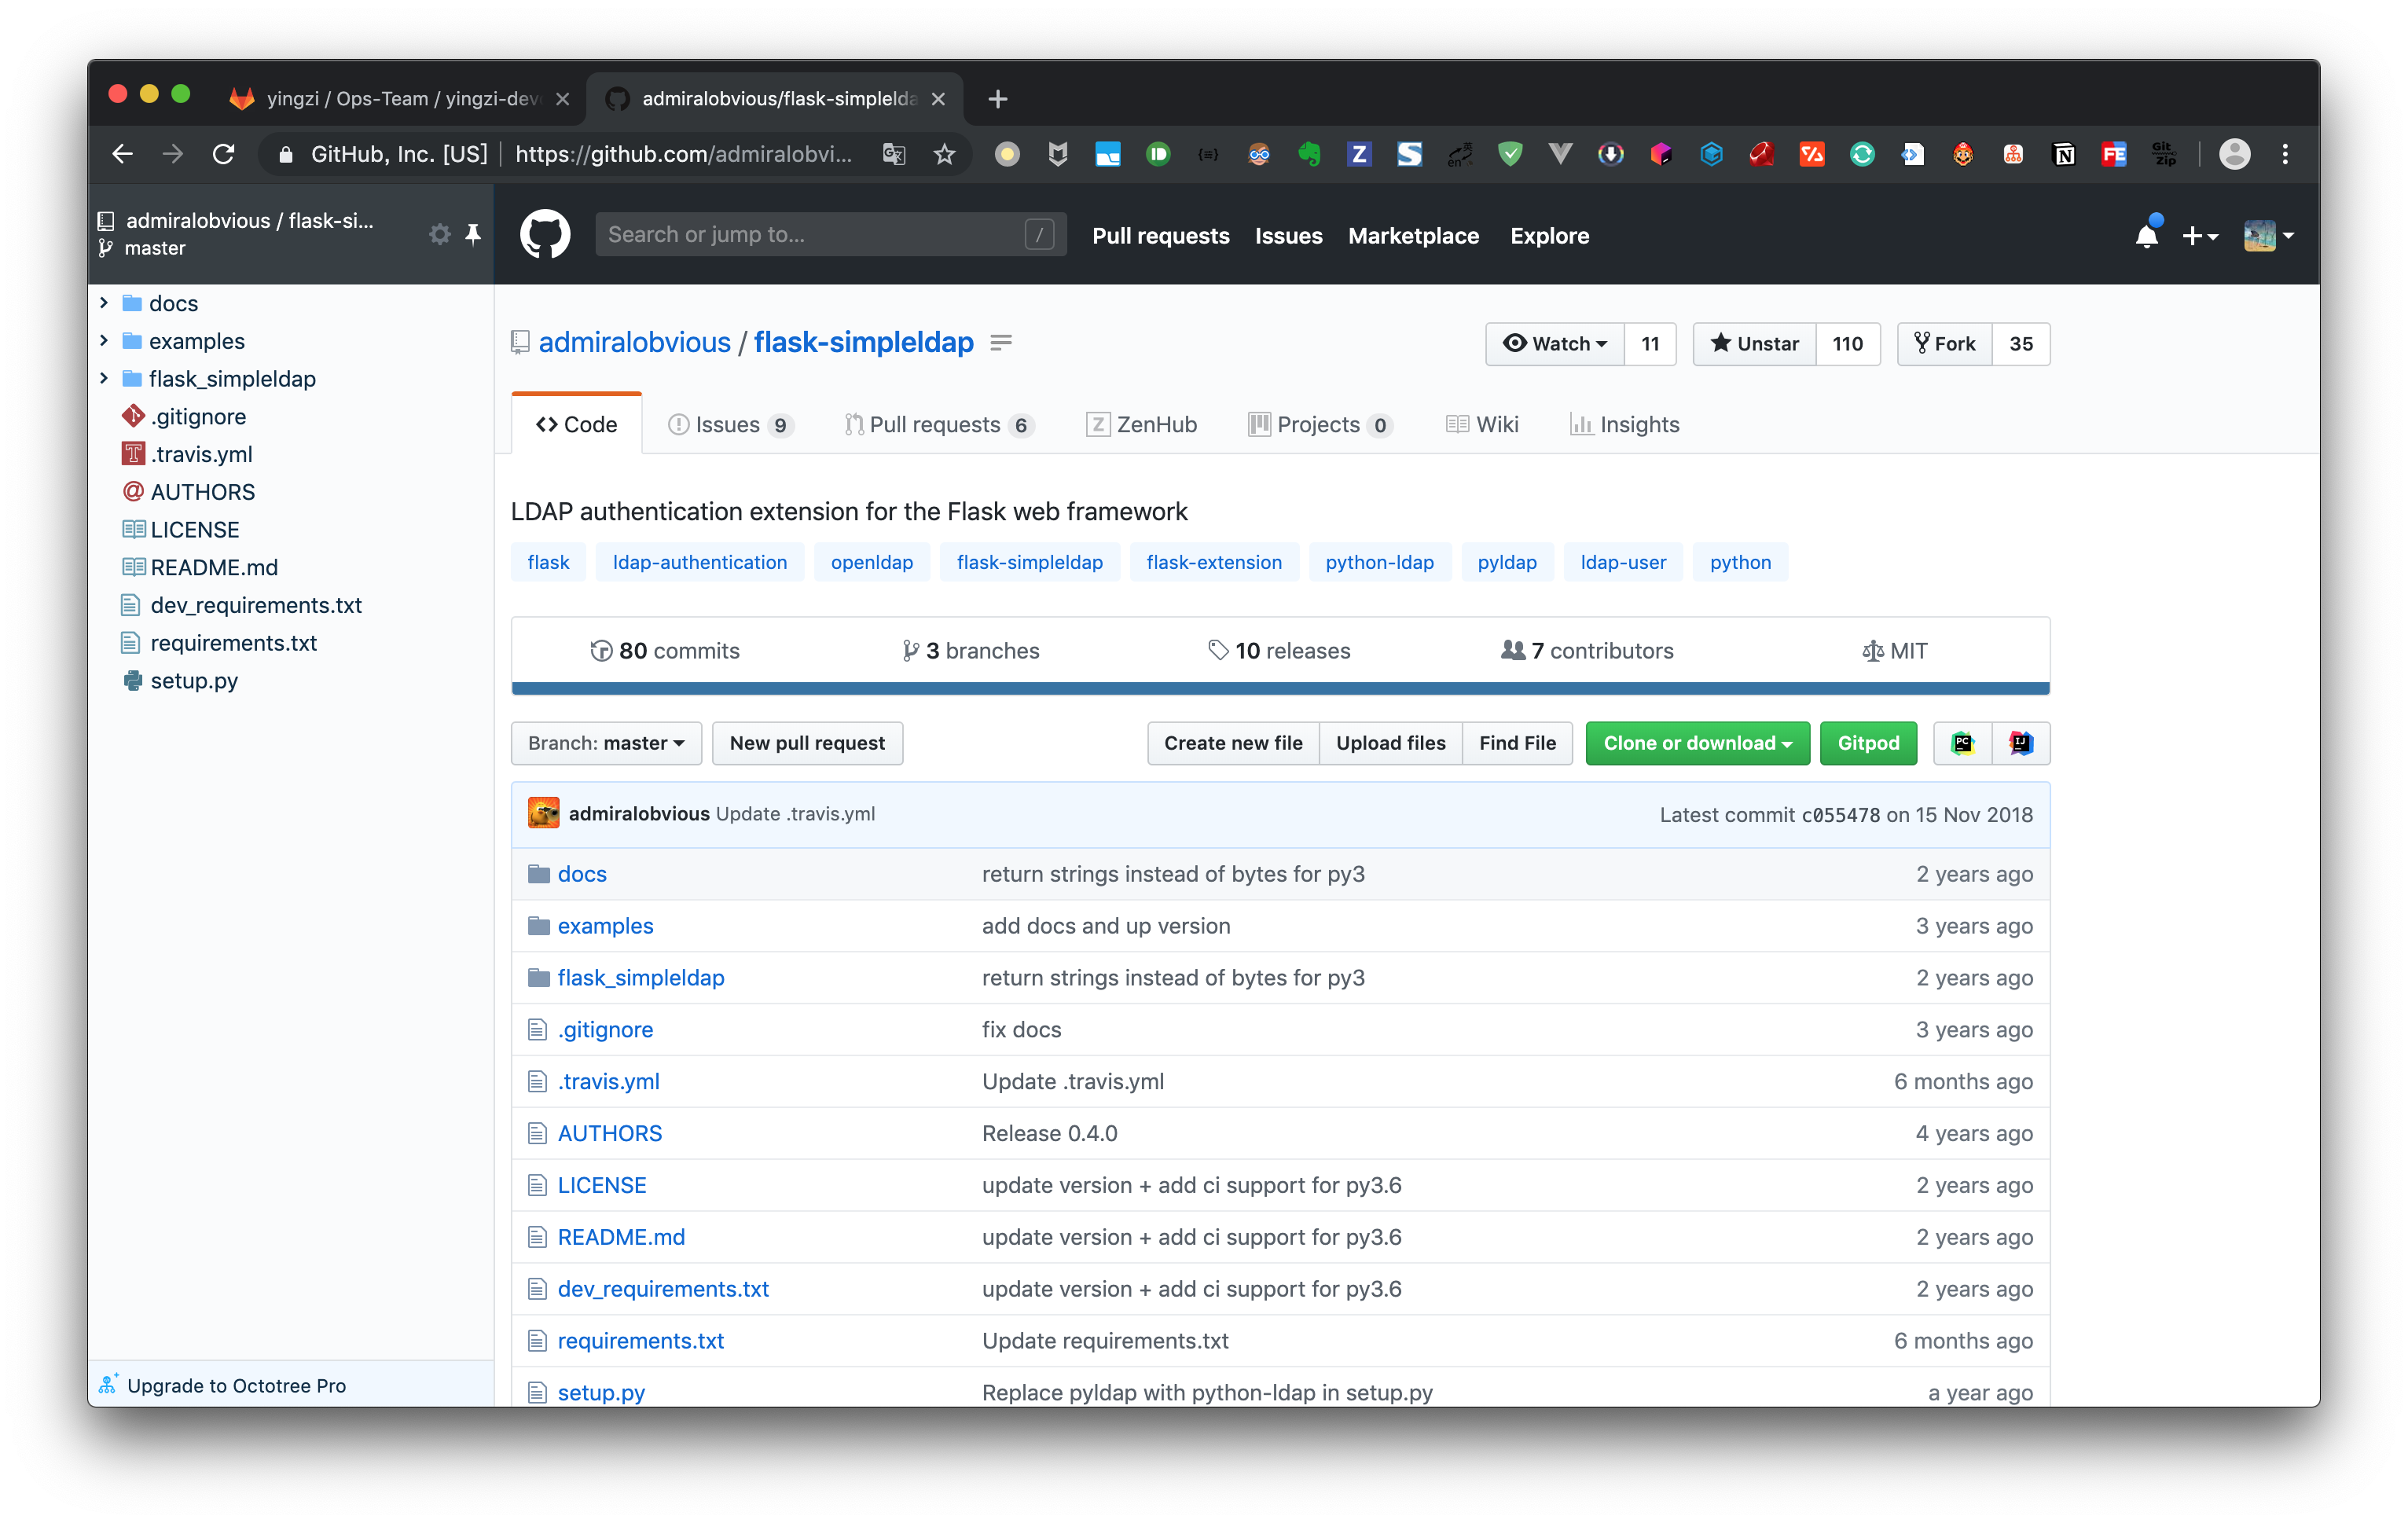 yingzi / Ops-Team / yingzi-dev
admiralobvious/flask-simplelda
GitHub, Inc. [US] | https://github.com/admiralobvi...
admiralobvious / flask-si...
master
Search or jump to... /
Pull requests Issues Marketplace Explore
docs
examples
flask_simpleldap
.gitignore
.travis.yml
AUTHORS
LICENSE
README.md
dev_requirements.txt
requirements.txt
setup.py
Upgrade to Octotree Pro
admiralobvious / flask-simpleldap
Watch 11 Unstar 110 Fork 35
Code Issues 9 Pull requests 6 ZenHub Projects 0 Wiki Insights
LDAP authentication extension for the Flask web framework
flask ldap-authentication openldap flask-simpleldap flask-extension python-ldap pyldap ldap-user python
80 commits 3 branches 10 releases 7 contributors MIT
Branch: master New pull request Create new file Upload files Find File Clone or download Gitpod
admiralobvious Update .travis.yml Latest commit c055478 on 15 Nov 2018
docs return strings instead of bytes for py3 2 years ago
examples add docs and up version 3 years ago
flask_simpleldap return strings instead of bytes for py3 2 years ago
.gitignore fix docs 3 years ago
.travis.yml Update .travis.yml 6 months ago
AUTHORS Release 0.4.0 4 years ago
LICENSE update version + add ci support for py3.6 2 years ago
README.md update version + add ci support for py3.6 2 years ago
dev_requirements.txt update version + add ci support for py3.6 2 years ago
requirements.txt Update requirements.txt 6 months ago
setup.py Replace pyldap with python-ldap in setup.py a year ago